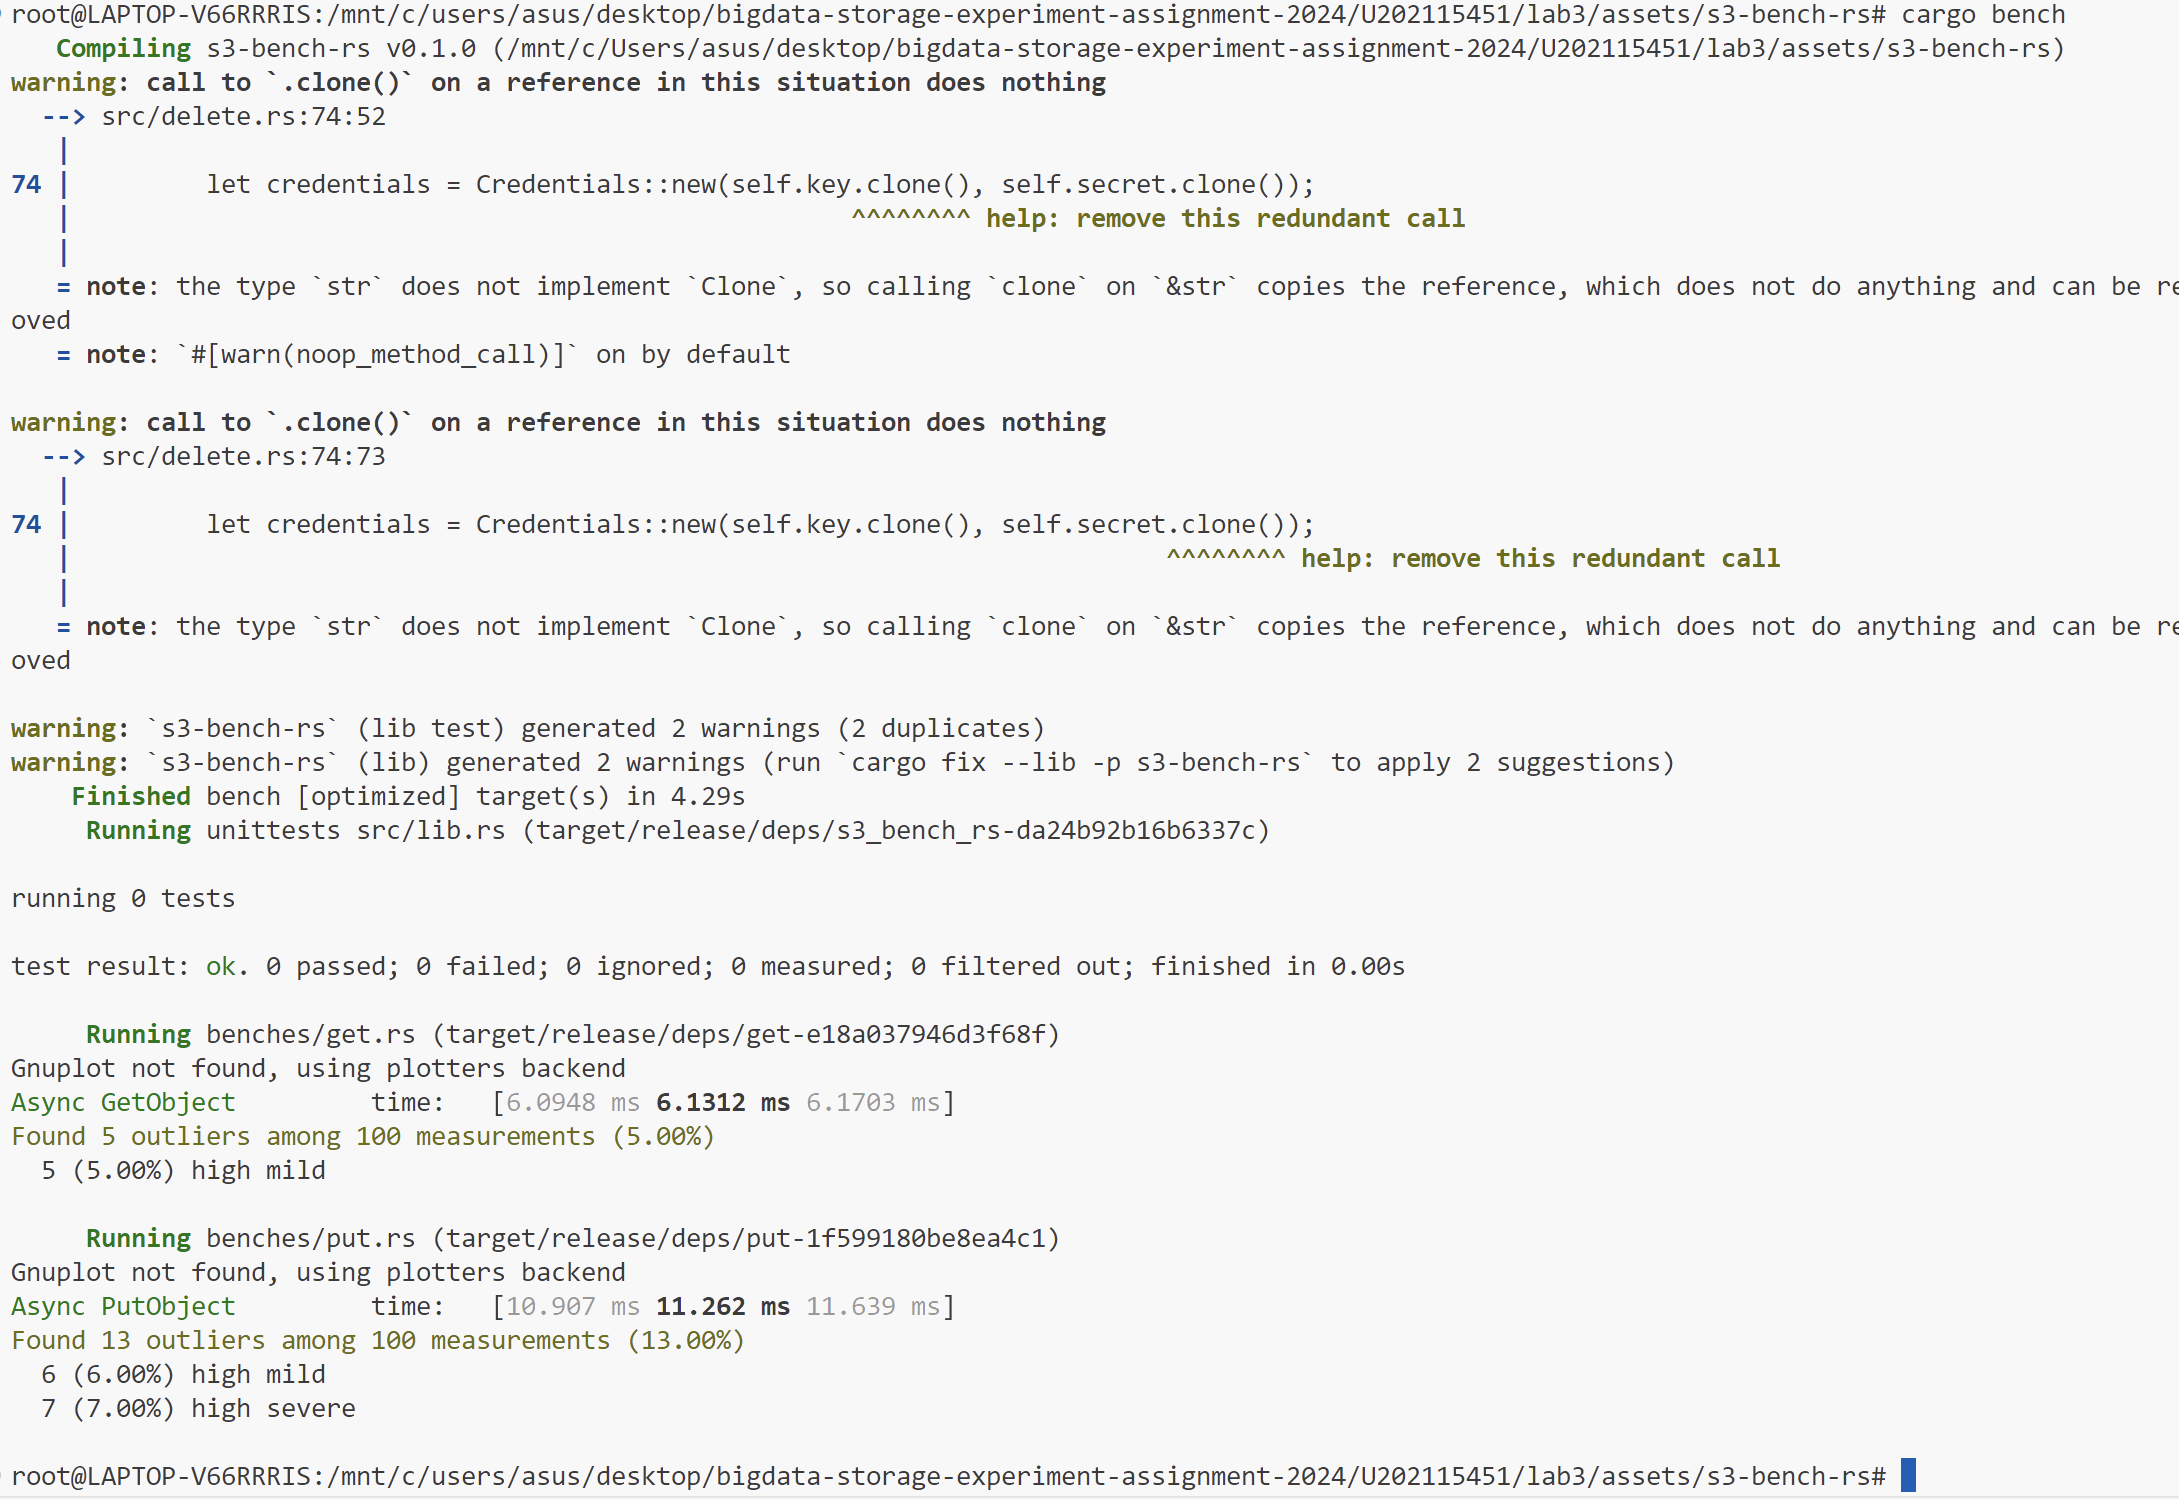 root@LAPTOP-V66RRRIS:/mnt/c/users/asus/desktop/bigdata-storage-experiment-assignment-2024/U202115451/lab3/assets/s3-bench-rs# cargo bench
   Compiling s3-bench-rs v0.1.0 (/mnt/c/Users/asus/desktop/bigdata-storage-experiment-assignment-2024/U202115451/lab3/assets/s3-bench-rs)
warning: call to `.clone()` on a reference in this situation does nothing
  --> src/delete.rs:74:52
   |
74 |         let credentials = Credentials::new(self.key.clone(), self.secret.clone());
   |                                                    ^^^^^^^^ help: remove this redundant call
   |
   = note: the type `str` does not implement `Clone`, so calling `clone` on `&str` copies the reference, which does not do anything and can be re
oved
   = note: `#[warn(noop_method_call)]` on by default

warning: call to `.clone()` on a reference in this situation does nothing
  --> src/delete.rs:74:73
   |
74 |         let credentials = Credentials::new(self.key.clone(), self.secret.clone());
   |                                                                         ^^^^^^^^ help: remove this redundant call
   |
   = note: the type `str` does not implement `Clone`, so calling `clone` on `&str` copies the reference, which does not do anything and can be re
oved

warning: `s3-bench-rs` (lib test) generated 2 warnings (2 duplicates)
warning: `s3-bench-rs` (lib) generated 2 warnings (run `cargo fix --lib -p s3-bench-rs` to apply 2 suggestions)
    Finished bench [optimized] target(s) in 4.29s
     Running unittests src/lib.rs (target/release/deps/s3_bench_rs-da24b92b16b6337c)

running 0 tests

test result: ok. 0 passed; 0 failed; 0 ignored; 0 measured; 0 filtered out; finished in 0.00s

     Running benches/get.rs (target/release/deps/get-e18a037946d3f68f)
Gnuplot not found, using plotters backend
Async GetObject         time:   [6.0948 ms 6.1312 ms 6.1703 ms]
Found 5 outliers among 100 measurements (5.00%)
  5 (5.00%) high mild

     Running benches/put.rs (target/release/deps/put-1f599180be8ea4c1)
Gnuplot not found, using plotters backend
Async PutObject         time:   [10.907 ms 11.262 ms 11.639 ms]
Found 13 outliers among 100 measurements (13.00%)
  6 (6.00%) high mild
  7 (7.00%) high severe

root@LAPTOP-V66RRRIS:/mnt/c/users/asus/desktop/bigdata-storage-experiment-assignment-2024/U202115451/lab3/assets/s3-bench-rs#